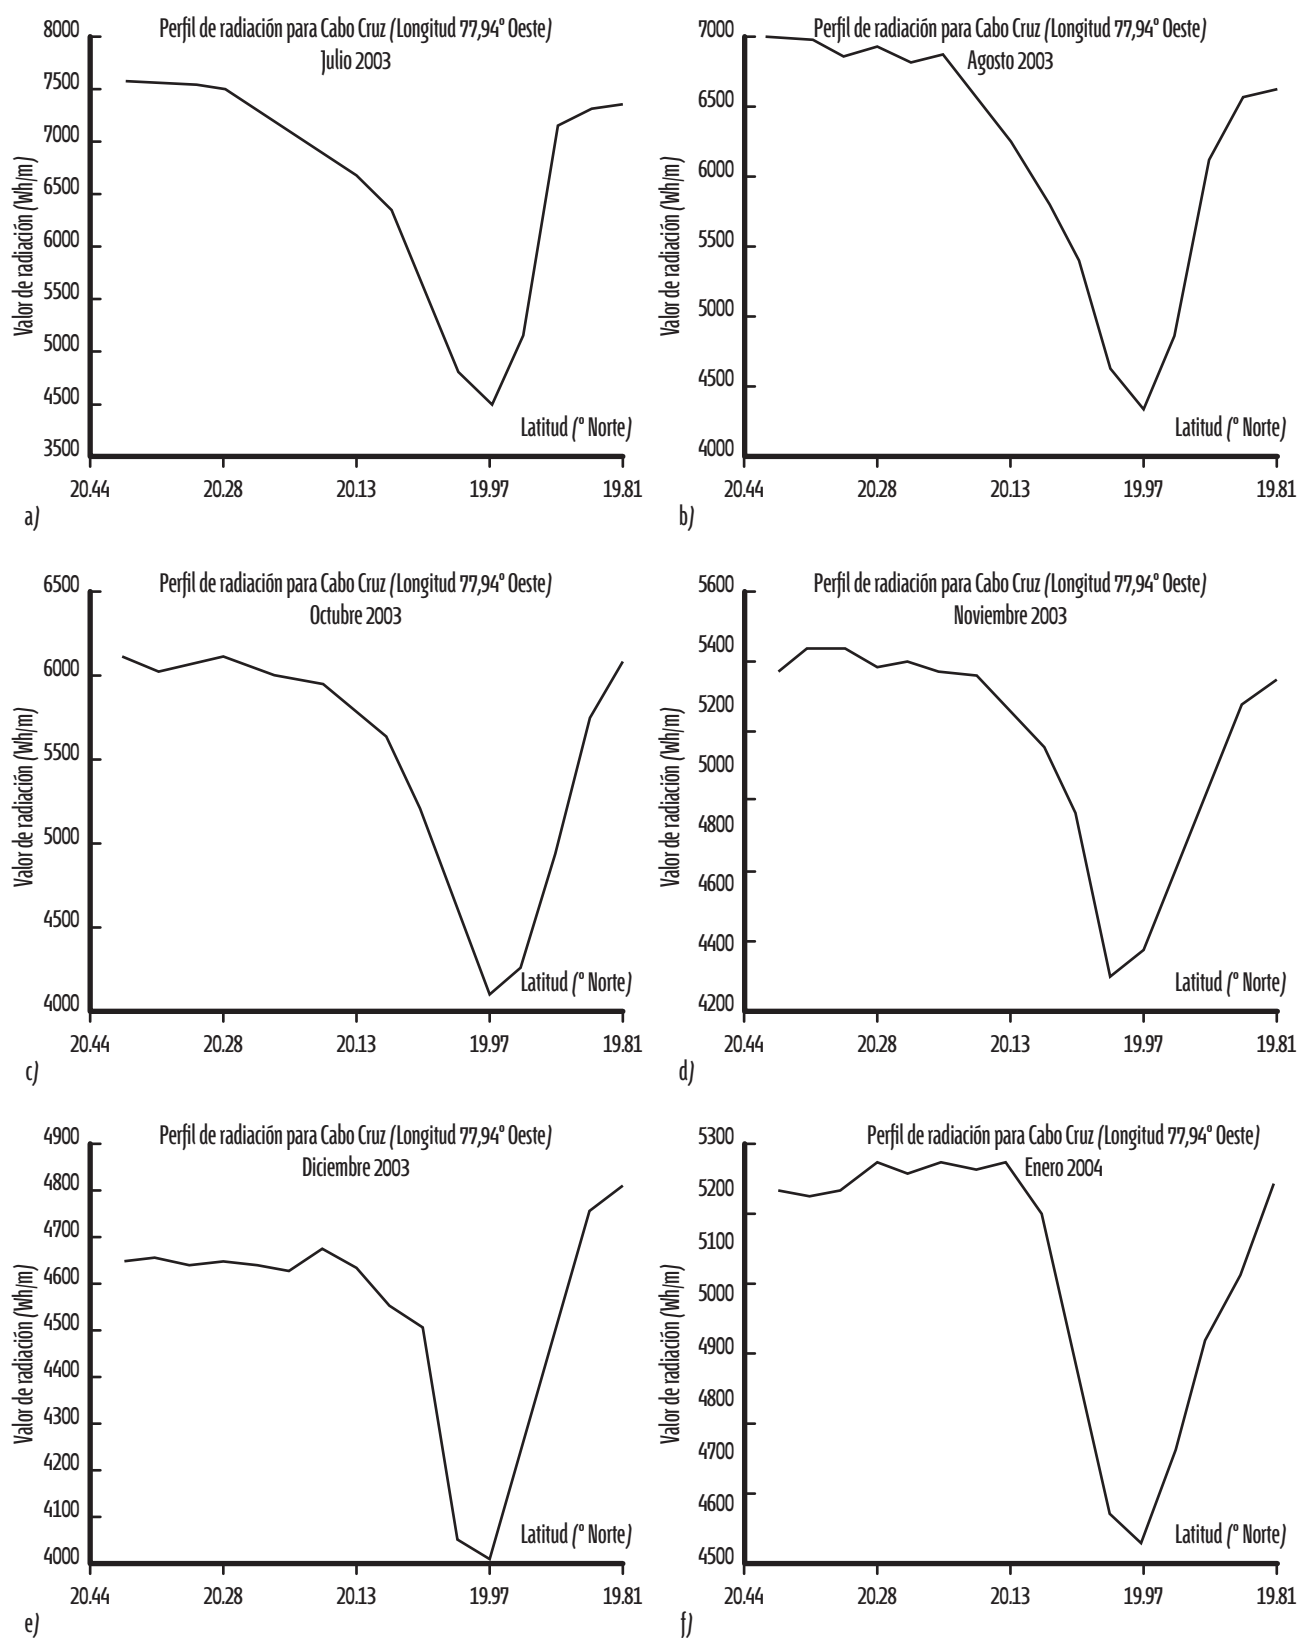 Perfil de radiación para Cabo Cruz (Longitud 77,94° Oeste)
Julio 2003
Valor de radiación (Wh/m)
8000
7500
7000
6500
6000
5500
5000
4500
3500
Latitud (° Norte)
20.44 20.28 20.13 19.97 19.81
a)
Perfil de radiación para Cabo Cruz (Longitud 77,94° Oeste)
Agosto 2003
Valor de radiación (Wh/m)
7000
6500
6000
5500
5000
4500
4000
Latitud (° Norte)
20.44 20.28 20.13 19.97 19.81
b)
Perfil de radiación para Cabo Cruz (Longitud 77,94° Oeste)
Octubre 2003
Valor de radiación (Wh/m)
6500
6000
5500
5000
4500
4000
Latitud (° Norte)
20.44 20.28 20.13 19.97 19.81
c)
Perfil de radiación para Cabo Cruz (Longitud 77,94° Oeste)
Noviembre 2003
Valor de radiación (Wh/m)
5600
5400
5200
5000
4800
4600
4400
4200
Latitud (° Norte)
20.44 20.28 20.13 19.97 19.81
d)
Perfil de radiación para Cabo Cruz (Longitud 77,94° Oeste)
Diciembre 2003
Valor de radiación (Wh/m)
4900
4800
4700
4600
4500
4400
4300
4200
4100
4000
Latitud (° Norte)
20.44 20.28 20.13 19.97 19.81
e)
Perfil de radiación para Cabo Cruz (Longitud 77,94° Oeste)
Enero 2004
Valor de radiación (Wh/m)
5300
5200
5100
5000
4900
4800
4700
4600
4500
Latitud (° Norte)
20.44 20.28 20.13 19.97 19.81
f)